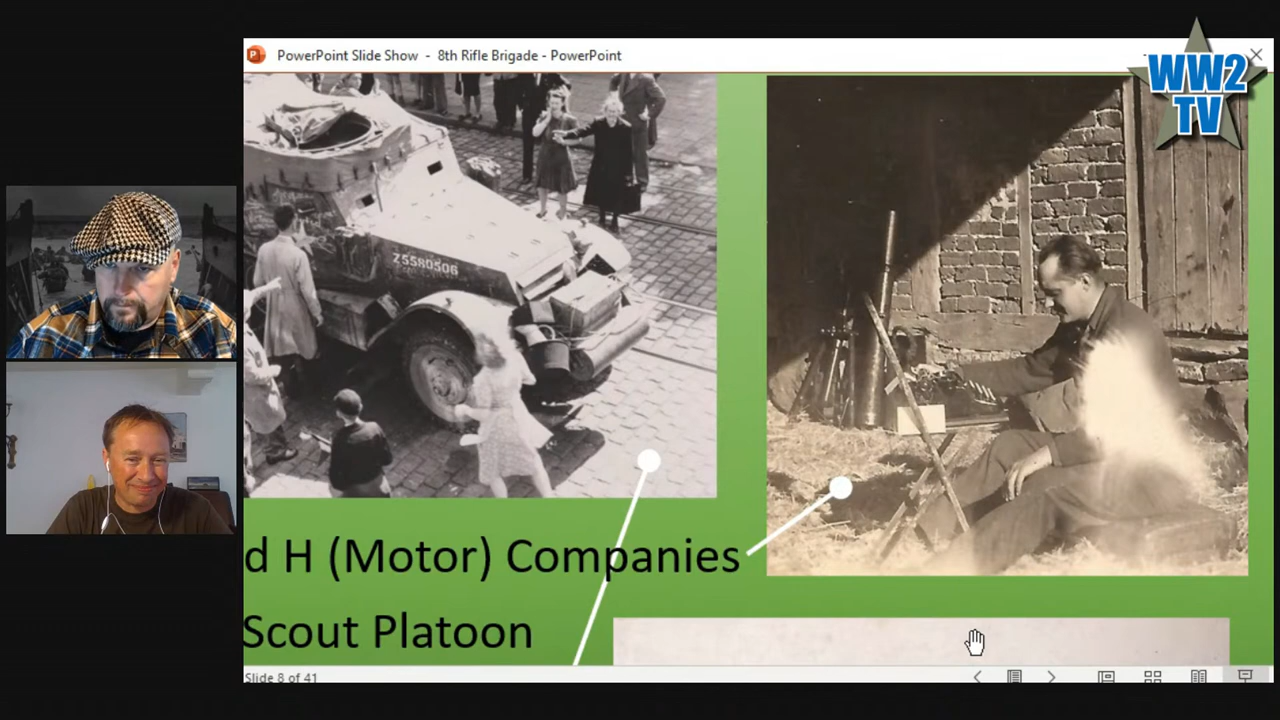 PowerPoint Slide Show - 8th Rifle Brigade - PowerPoint
WW2
TV
Z5580506
d H (Motor) Companies
Scout Platoon
Slide 8 of 41